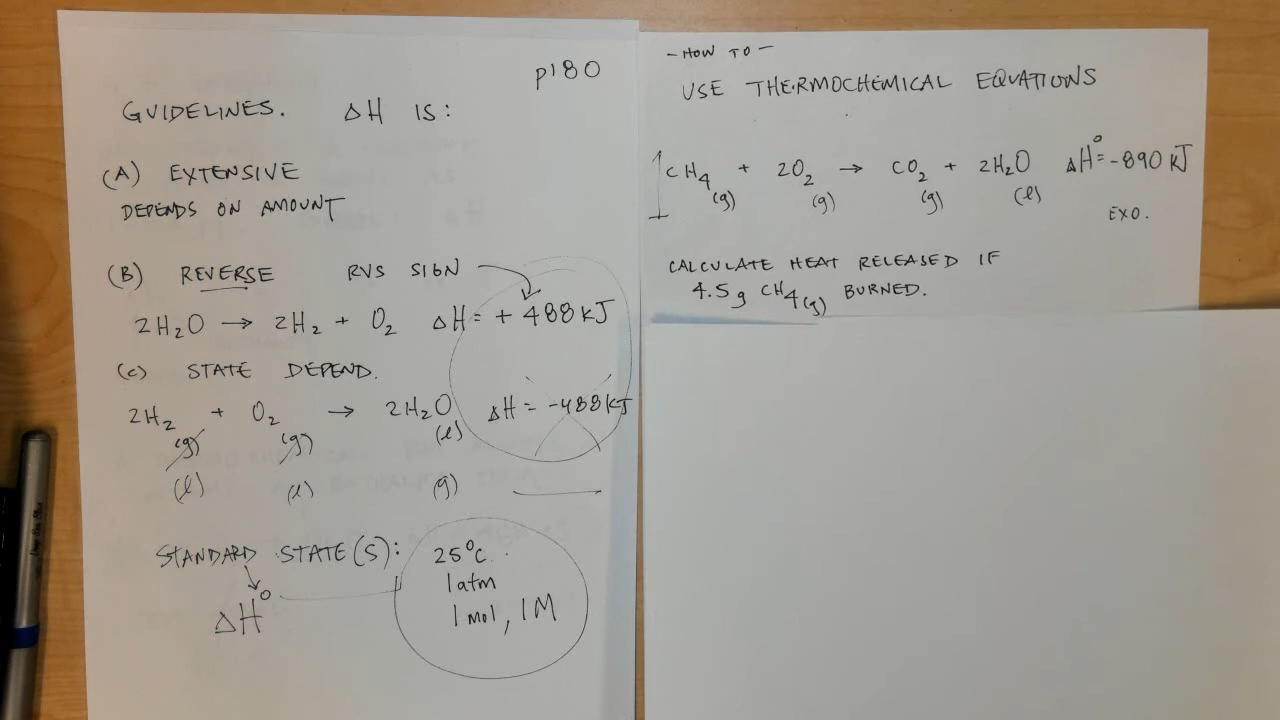 p180
GUIDELINES. ΔH IS:
(A) EXTENSIVE
DEPENDS ON AMOUNT
(B) REVERSE RVS SIGN
2H₂O → 2H₂ + O₂ ΔH = + 488 kJ
(c) STATE DEPEND.
2H₂ + O₂ → 2H₂O ΔH = -488 kJ
(g) (g) (l)
(l) (l) (g)
STANDARD STATE(S): 25°C.
1atm
ΔH° 1 mol, 1M
- HOW TO -
USE THERMOCHEMICAL EQUATIONS
CH₄ + 2O₂ → CO₂ + 2H₂O ΔH° = -890 kJ
(g) (g) (g) (l)
EXO.
CALCULATE HEAT RELEASED IF
4.5g CH₄(g) BURNED.